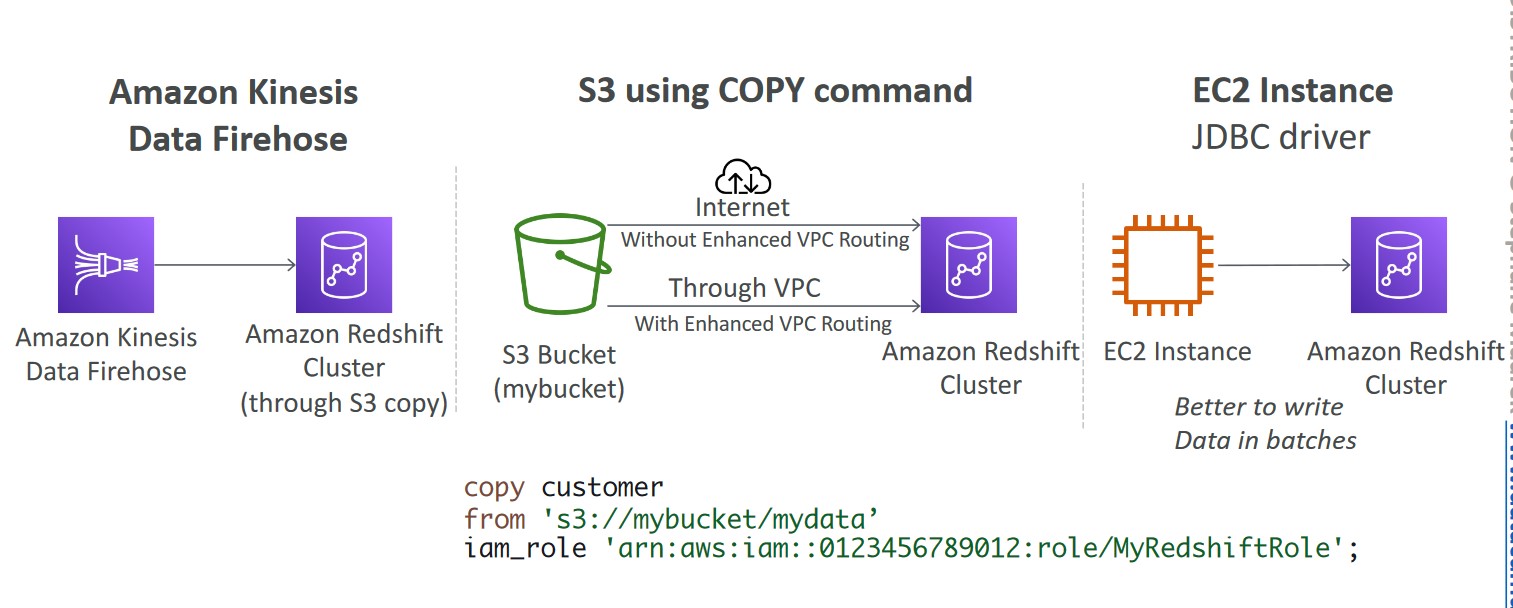 Amazon Kinesis
Data Firehose
Amazon Kinesis
Data Firehose
Amazon Redshift
Cluster
(through S3 copy)
S3 using COPY command
Internet
Without Enhanced VPC Routing
Through VPC
With Enhanced VPC Routing
S3 Bucket
(mybucket)
Amazon Redshift
Cluster
EC2 Instance
JDBC driver
EC2 Instance
Amazon Redshift
Cluster
Better to write
Data in batches
copy customer
from 's3://mybucket/mydata’
iam_role 'arn:aws:iam::0123456789012:role/MyRedshiftRole';